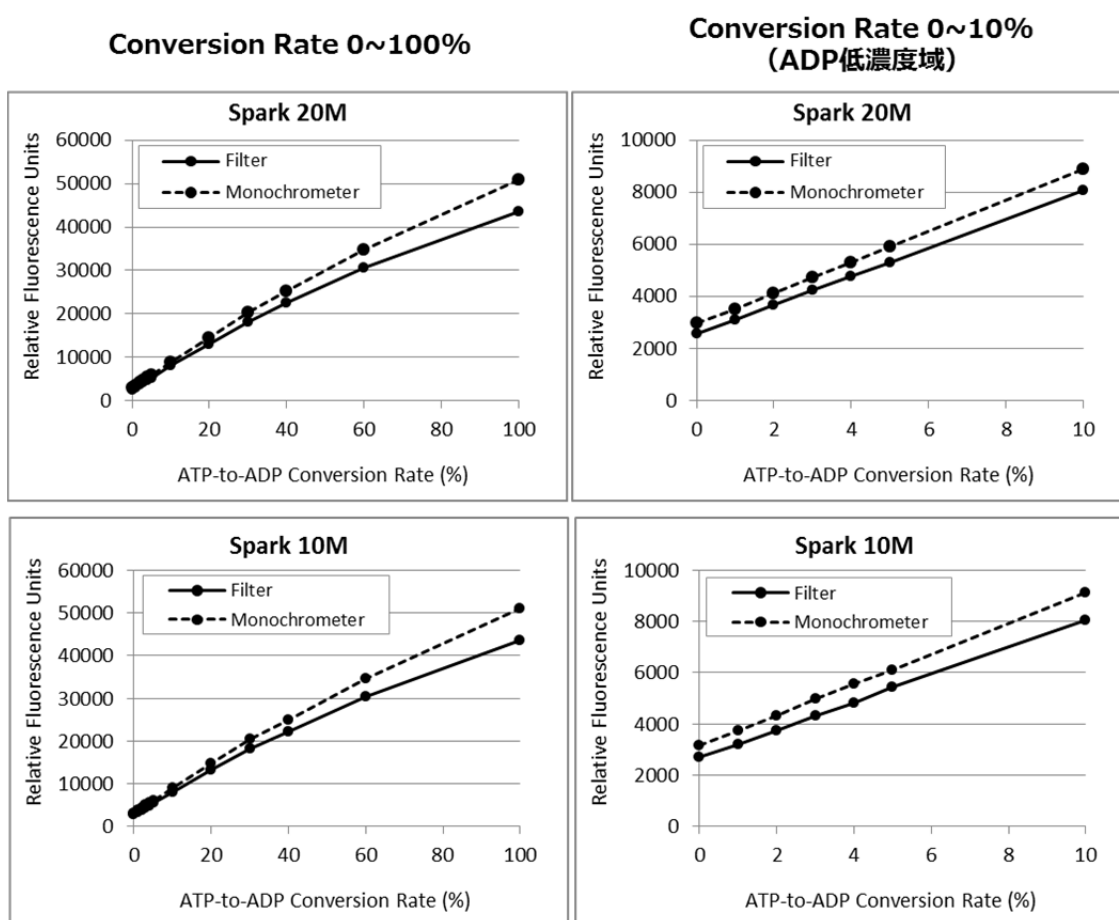 Conversion Rate 0~100%
Conversion Rate 0~10%
（ADP低濃度域）
Spark 20M
Relative Fluorescence Units
60000
50000
40000
30000
20000
10000
0
Filter
Monochrometer
0 20 40 60 80 100
ATP-to-ADP Conversion Rate (%)
Spark 20M
Relative Fluorescence Units
10000
8000
6000
4000
2000
0
Filter
Monochrometer
0 2 4 6 8 10
ATP-to-ADP Conversion Rate (%)
Spark 10M
Relative Fluorescence Units
60000
50000
40000
30000
20000
10000
0
Filter
Monochrometer
0 20 40 60 80 100
ATP-to-ADP Conversion Rate (%)
Spark 10M
Relative Fluorescence Units
10000
8000
6000
4000
2000
0
Filter
Monochrometer
0 2 4 6 8 10
ATP-to-ADP Conversion Rate (%)